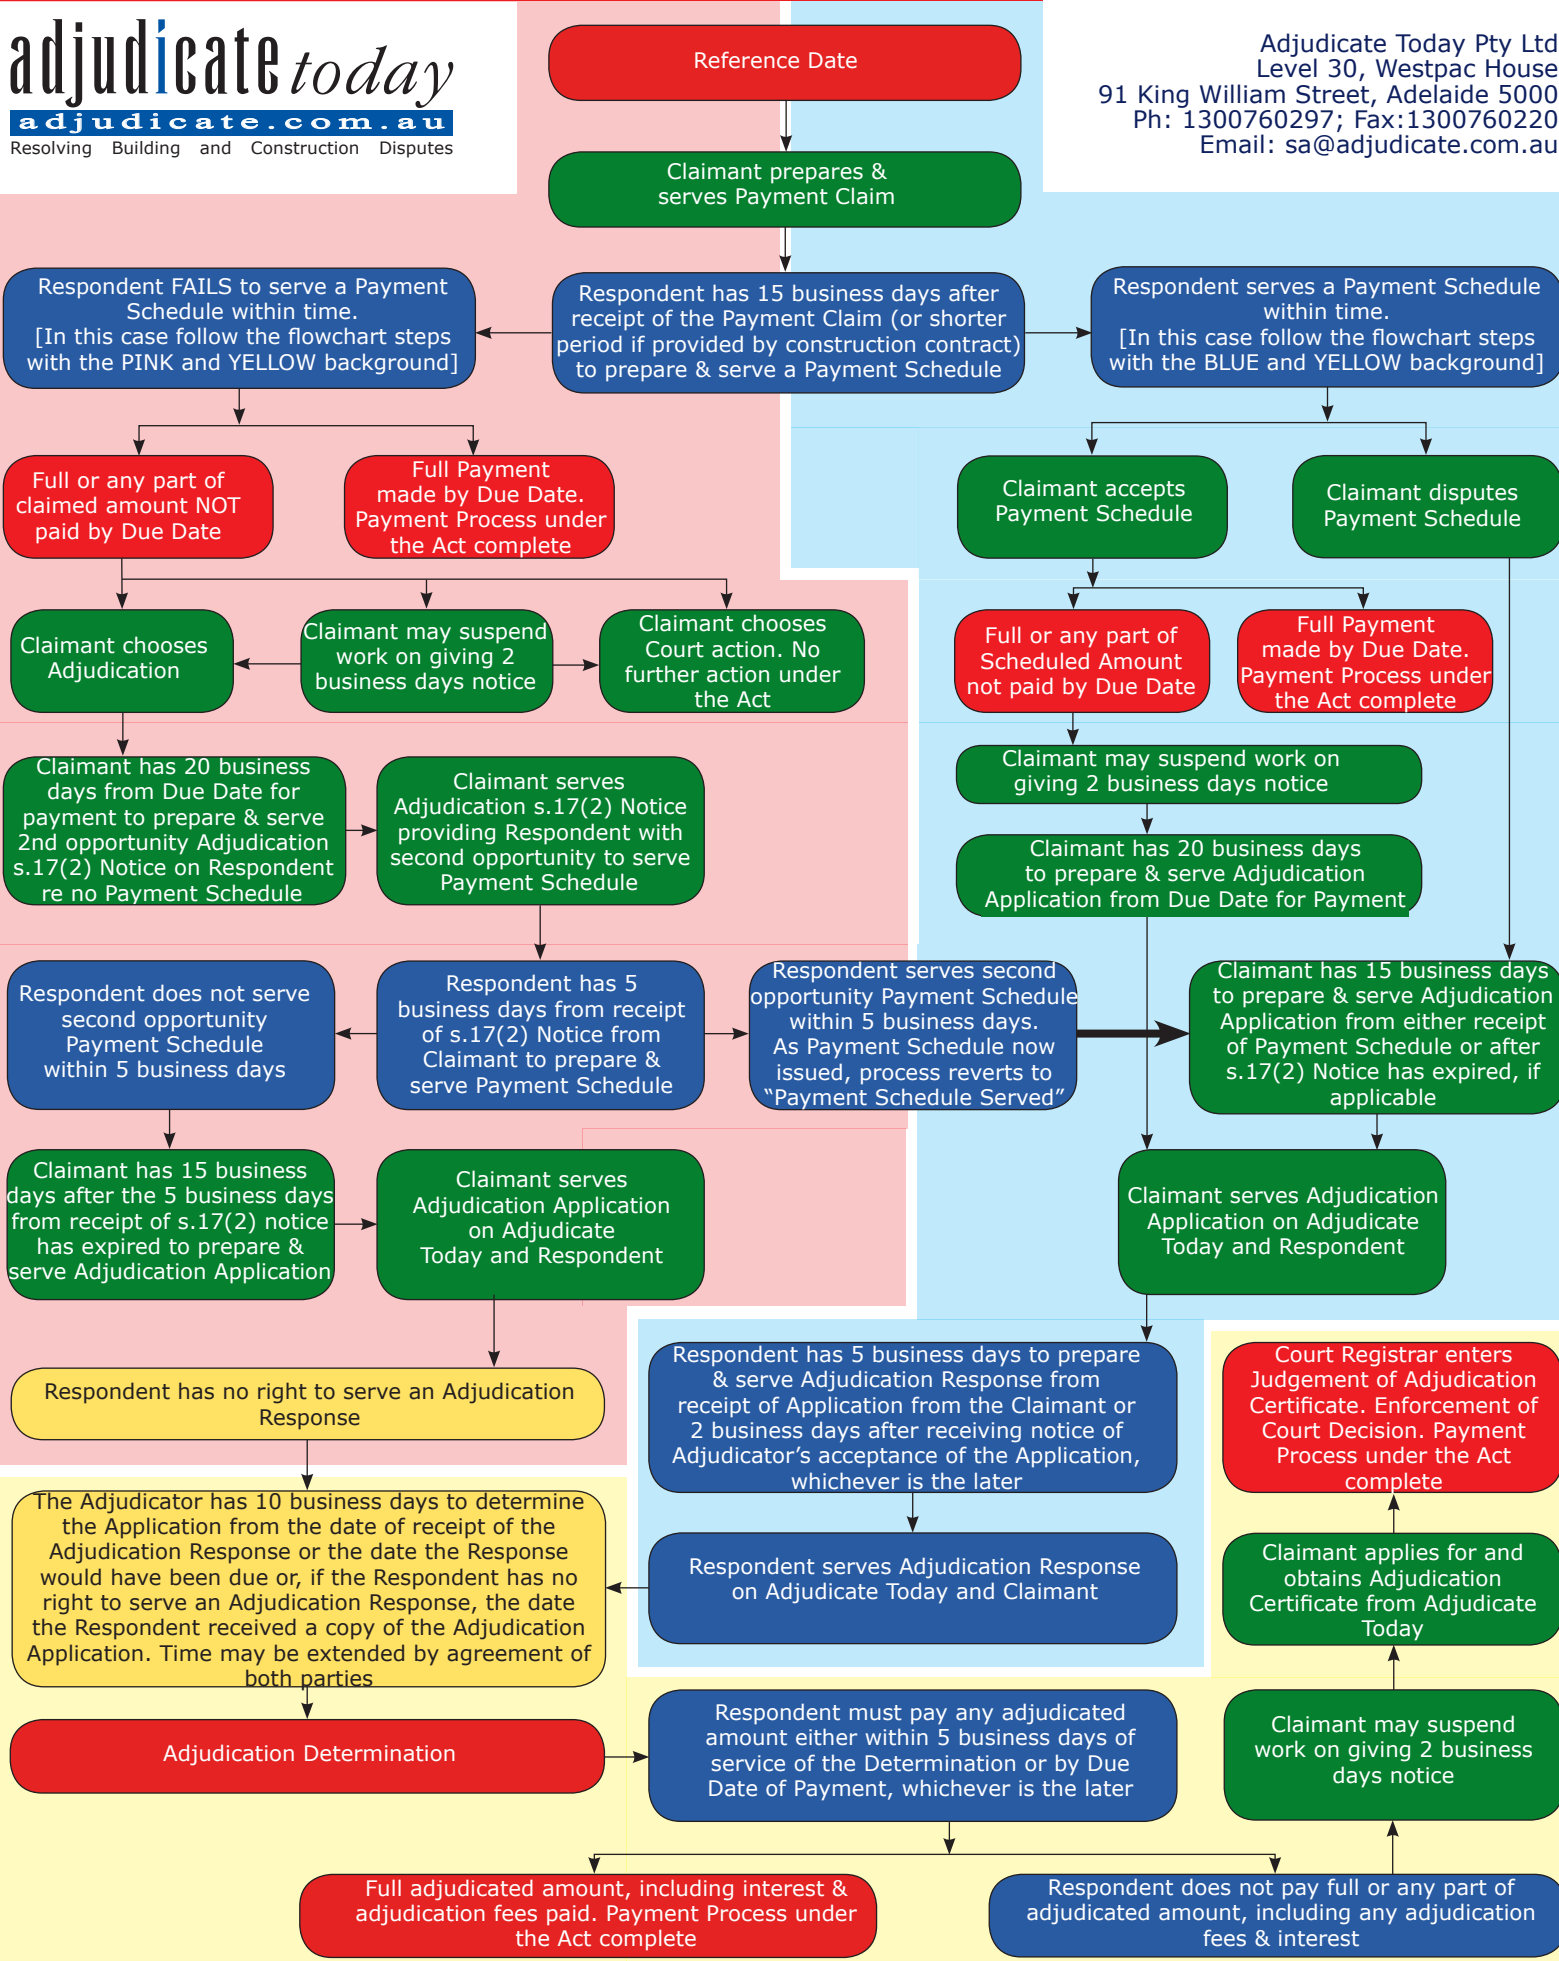 adjudicate today
adjudicate.com.au
Resolving Building and Construction Disputes
Adjudicate Today Pty Ltd
Level 30, Westpac House
91 King William Street, Adelaide 5000
Ph: 1300760297; Fax:1300760220
Email: sa@adjudicate.com.au
Reference Date
Claimant prepares &
serves Payment Claim
Respondent FAILS to serve a Payment
Schedule within time.
[In this case follow the flowchart steps
with the PINK and YELLOW background]
Respondent has 15 business days after
receipt of the Payment Claim (or shorter
period if provided by construction contract)
to prepare & serve a Payment Schedule
Respondent serves a Payment Schedule
within time.
[In this case follow the flowchart steps
with the BLUE and YELLOW background]
Full or any part of
claimed amount NOT
paid by Due Date
Full Payment
made by Due Date.
Payment Process under
the Act complete
Claimant accepts
Payment Schedule
Claimant disputes
Payment Schedule
Claimant chooses
Adjudication
Claimant may suspend
work on giving 2
business days notice
Claimant chooses
Court action. No
further action under
the Act
Full or any part of
Scheduled Amount
not paid by Due Date
Full Payment
made by Due Date.
Payment Process under
the Act complete
Claimant has 20 business
days from Due Date for
payment to prepare & serve
2nd opportunity Adjudication
s.17(2) Notice on Respondent
re no Payment Schedule
Claimant serves
Adjudication s.17(2) Notice
providing Respondent with
second opportunity to serve
Payment Schedule
Claimant may suspend work on
giving 2 business days notice
Claimant has 20 business days
to prepare & serve Adjudication
Application from Due Date for Payment
Respondent does not serve
second opportunity
Payment Schedule
within 5 business days
Respondent has 5
business days from receipt
of s.17(2) Notice from
Claimant to prepare &
serve Payment Schedule
Respondent serves second
opportunity Payment Schedule
within 5 business days.
As Payment Schedule now
issued, process reverts to
“Payment Schedule Served”
Claimant has 15 business days
to prepare & serve Adjudication
Application from either receipt
of Payment Schedule or after
s.17(2) Notice has expired, if
applicable
Claimant has 15 business
days after the 5 business days
from receipt of s.17(2) notice
has expired to prepare &
serve Adjudication Application
Claimant serves
Adjudication Application
on Adjudicate
Today and Respondent
Claimant serves Adjudication
Application on Adjudicate
Today and Respondent
Respondent has no right to serve an Adjudication
Response
Respondent has 5 business days to prepare
& serve Adjudication Response from
receipt of Application from the Claimant or
2 business days after receiving notice of
Adjudicator’s acceptance of the Application,
whichever is the later
Court Registrar enters
Judgement of Adjudication
Certificate. Enforcement of
Court Decision. Payment
Process under the Act
complete
The Adjudicator has 10 business days to determine
the Application from the date of receipt of the
Adjudication Response or the date the Response
would have been due or, if the Respondent has no
right to serve an Adjudication Response, the date
the Respondent received a copy of the Adjudication
Application. Time may be extended by agreement of
both parties
Respondent serves Adjudication Response
on Adjudicate Today and Claimant
Claimant applies for and
obtains Adjudication
Certificate from Adjudicate
Today
Adjudication Determination
Respondent must pay any adjudicated
amount either within 5 business days of
service of the Determination or by Due
Date of Payment, whichever is the later
Claimant may suspend
work on giving 2 business
days notice
Full adjudicated amount, including interest &
adjudication fees paid. Payment Process under
the Act complete
Respondent does not pay full or any part of
adjudicated amount, including any adjudication
fees & interest